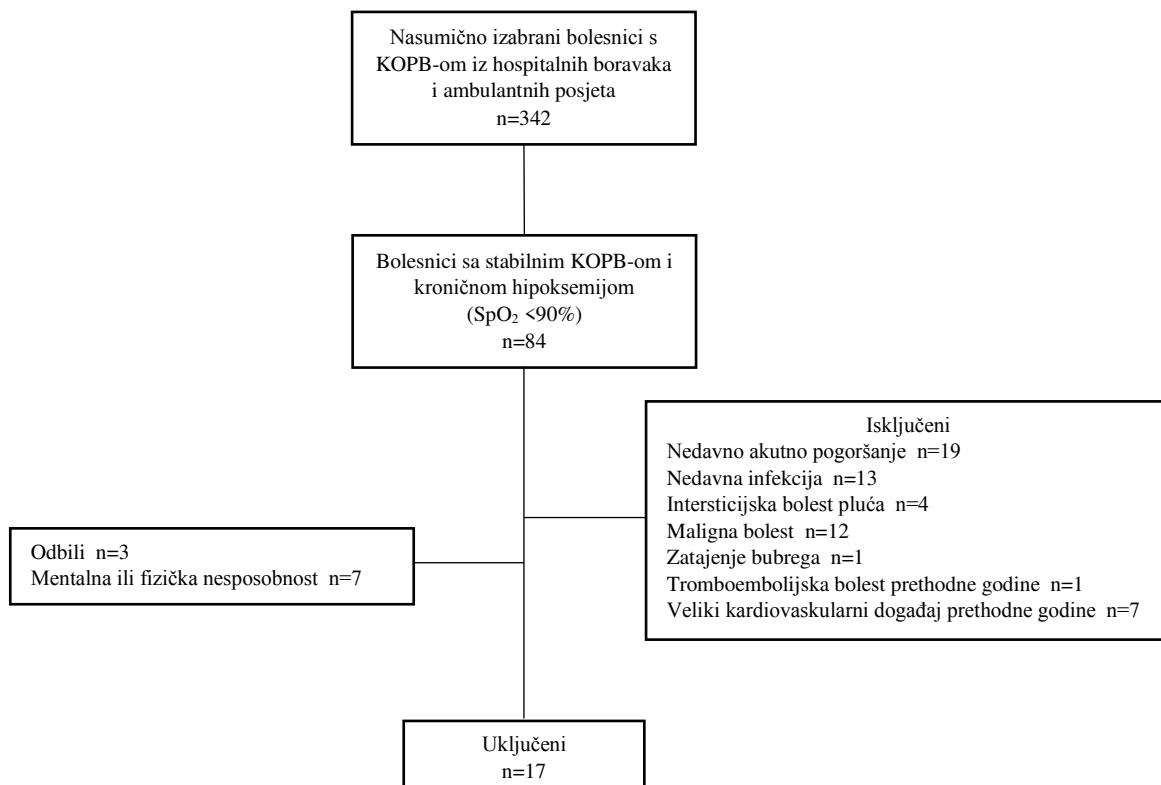 Nasumično izabrani bolesnici s
KOPB-om iz hospitalnih boravaka
i ambulantnih posjeta
n=342
Bolesnici sa stabilnim KOPB-om i
kroničnom hipoksemijom
(SpO₂ <90%)
n=84
Isključeni
Nedavno akutno pogoršanje n=19
Nedavna infekcija n=13
Intersticijska bolest pluća n=4
Maligna bolest n=12
Zatajenje bubrega n=1
Tromboembolijska bolest prethodne godine n=1
Veliki kardiovaskularni događaj prethodne godine n=7
Odbili n=3
Mentalna ili fizička nesposobnost n=7
Uključeni
n=17